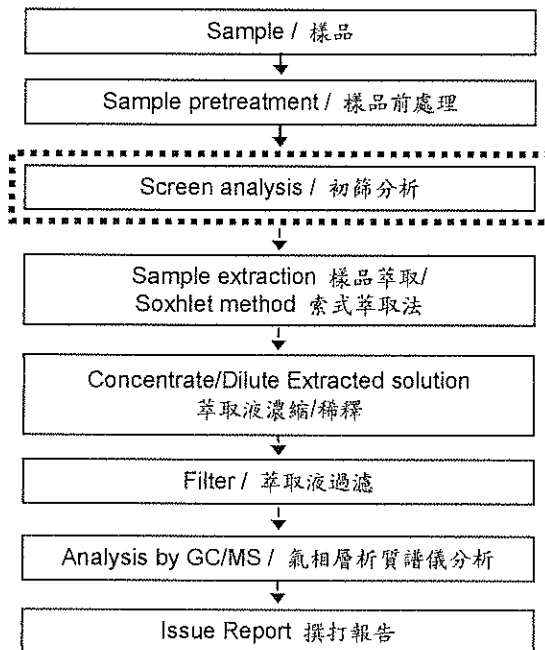 Sample / 樣品
Sample pretreatment / 樣品前處理
Screen analysis / 初篩分析
Sample extraction 樣品萃取/
Soxhlet method 索式萃取法
Concentrate/Dilute Extracted solution
萃取液濃縮/稀釋
Filter / 萃取液過濾
Analysis by GC/MS / 氣相層析質譜儀分析
Issue Report 撰打報告